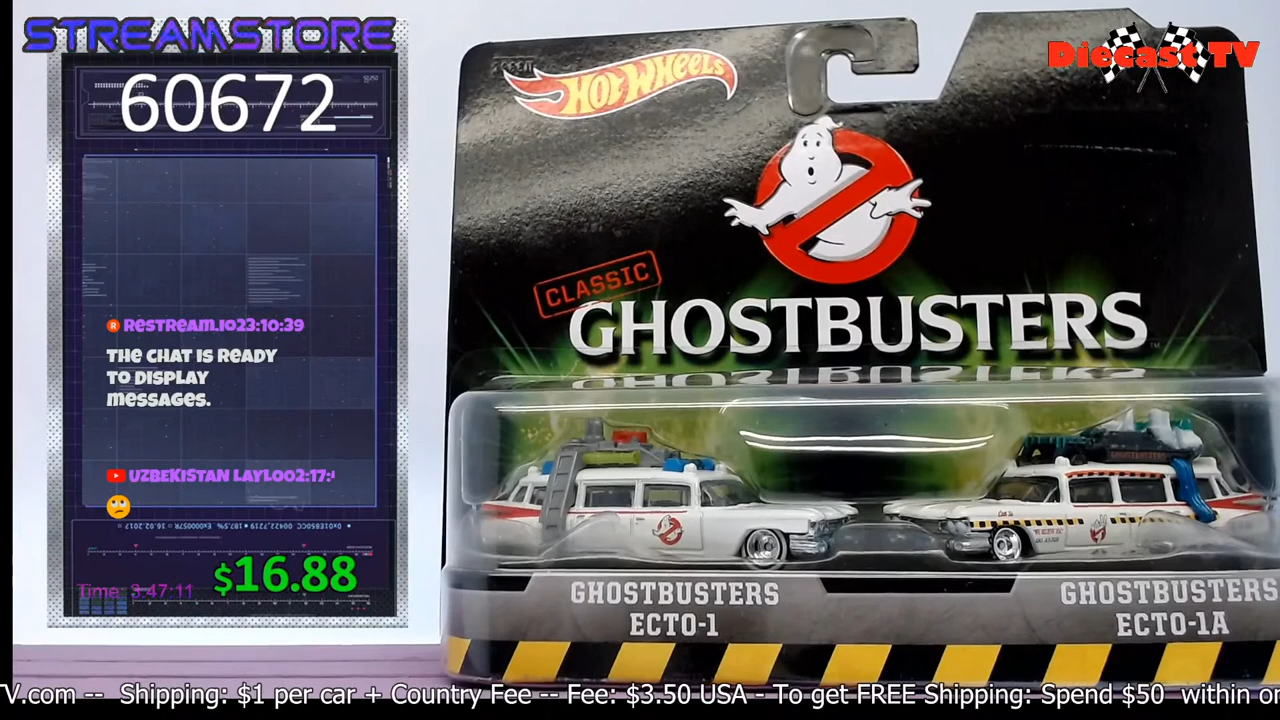 STREAMSTORE
60672
RESTREAM.IO23:10:39
THE CHAT IS READY
TO DISPLAY
MESSAGES.
UZBEKISTAN LAYLO02:17:
Time: 3:47:11
$16.88
Diecast TV
HOT WHEELS
CLASSIC
GHOSTBUSTERS
GHOSTBUSTERS
GHOSTBUSTERS
ECTO-1
GHOSTBUSTERS
ECTO-1A
TV.com -- Shipping: $1 per car + Country Fee -- Fee: $3.50 USA - To get FREE Shipping: Spend $50 within or